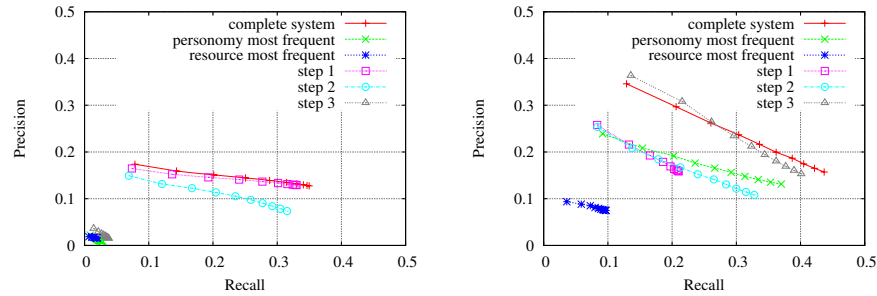 0.5
0.4
0.3
0.2
0.1
0
0 0.1 0.2 0.3 0.4 0.5
Precision
Recall
complete system
personomy most frequent
resource most frequent
step 1
step 2
step 3
0.5
0.4
0.3
0.2
0.1
0
0 0.1 0.2 0.3 0.4 0.5
Precision
Recall
complete system
personomy most frequent
resource most frequent
step 1
step 2
step 3